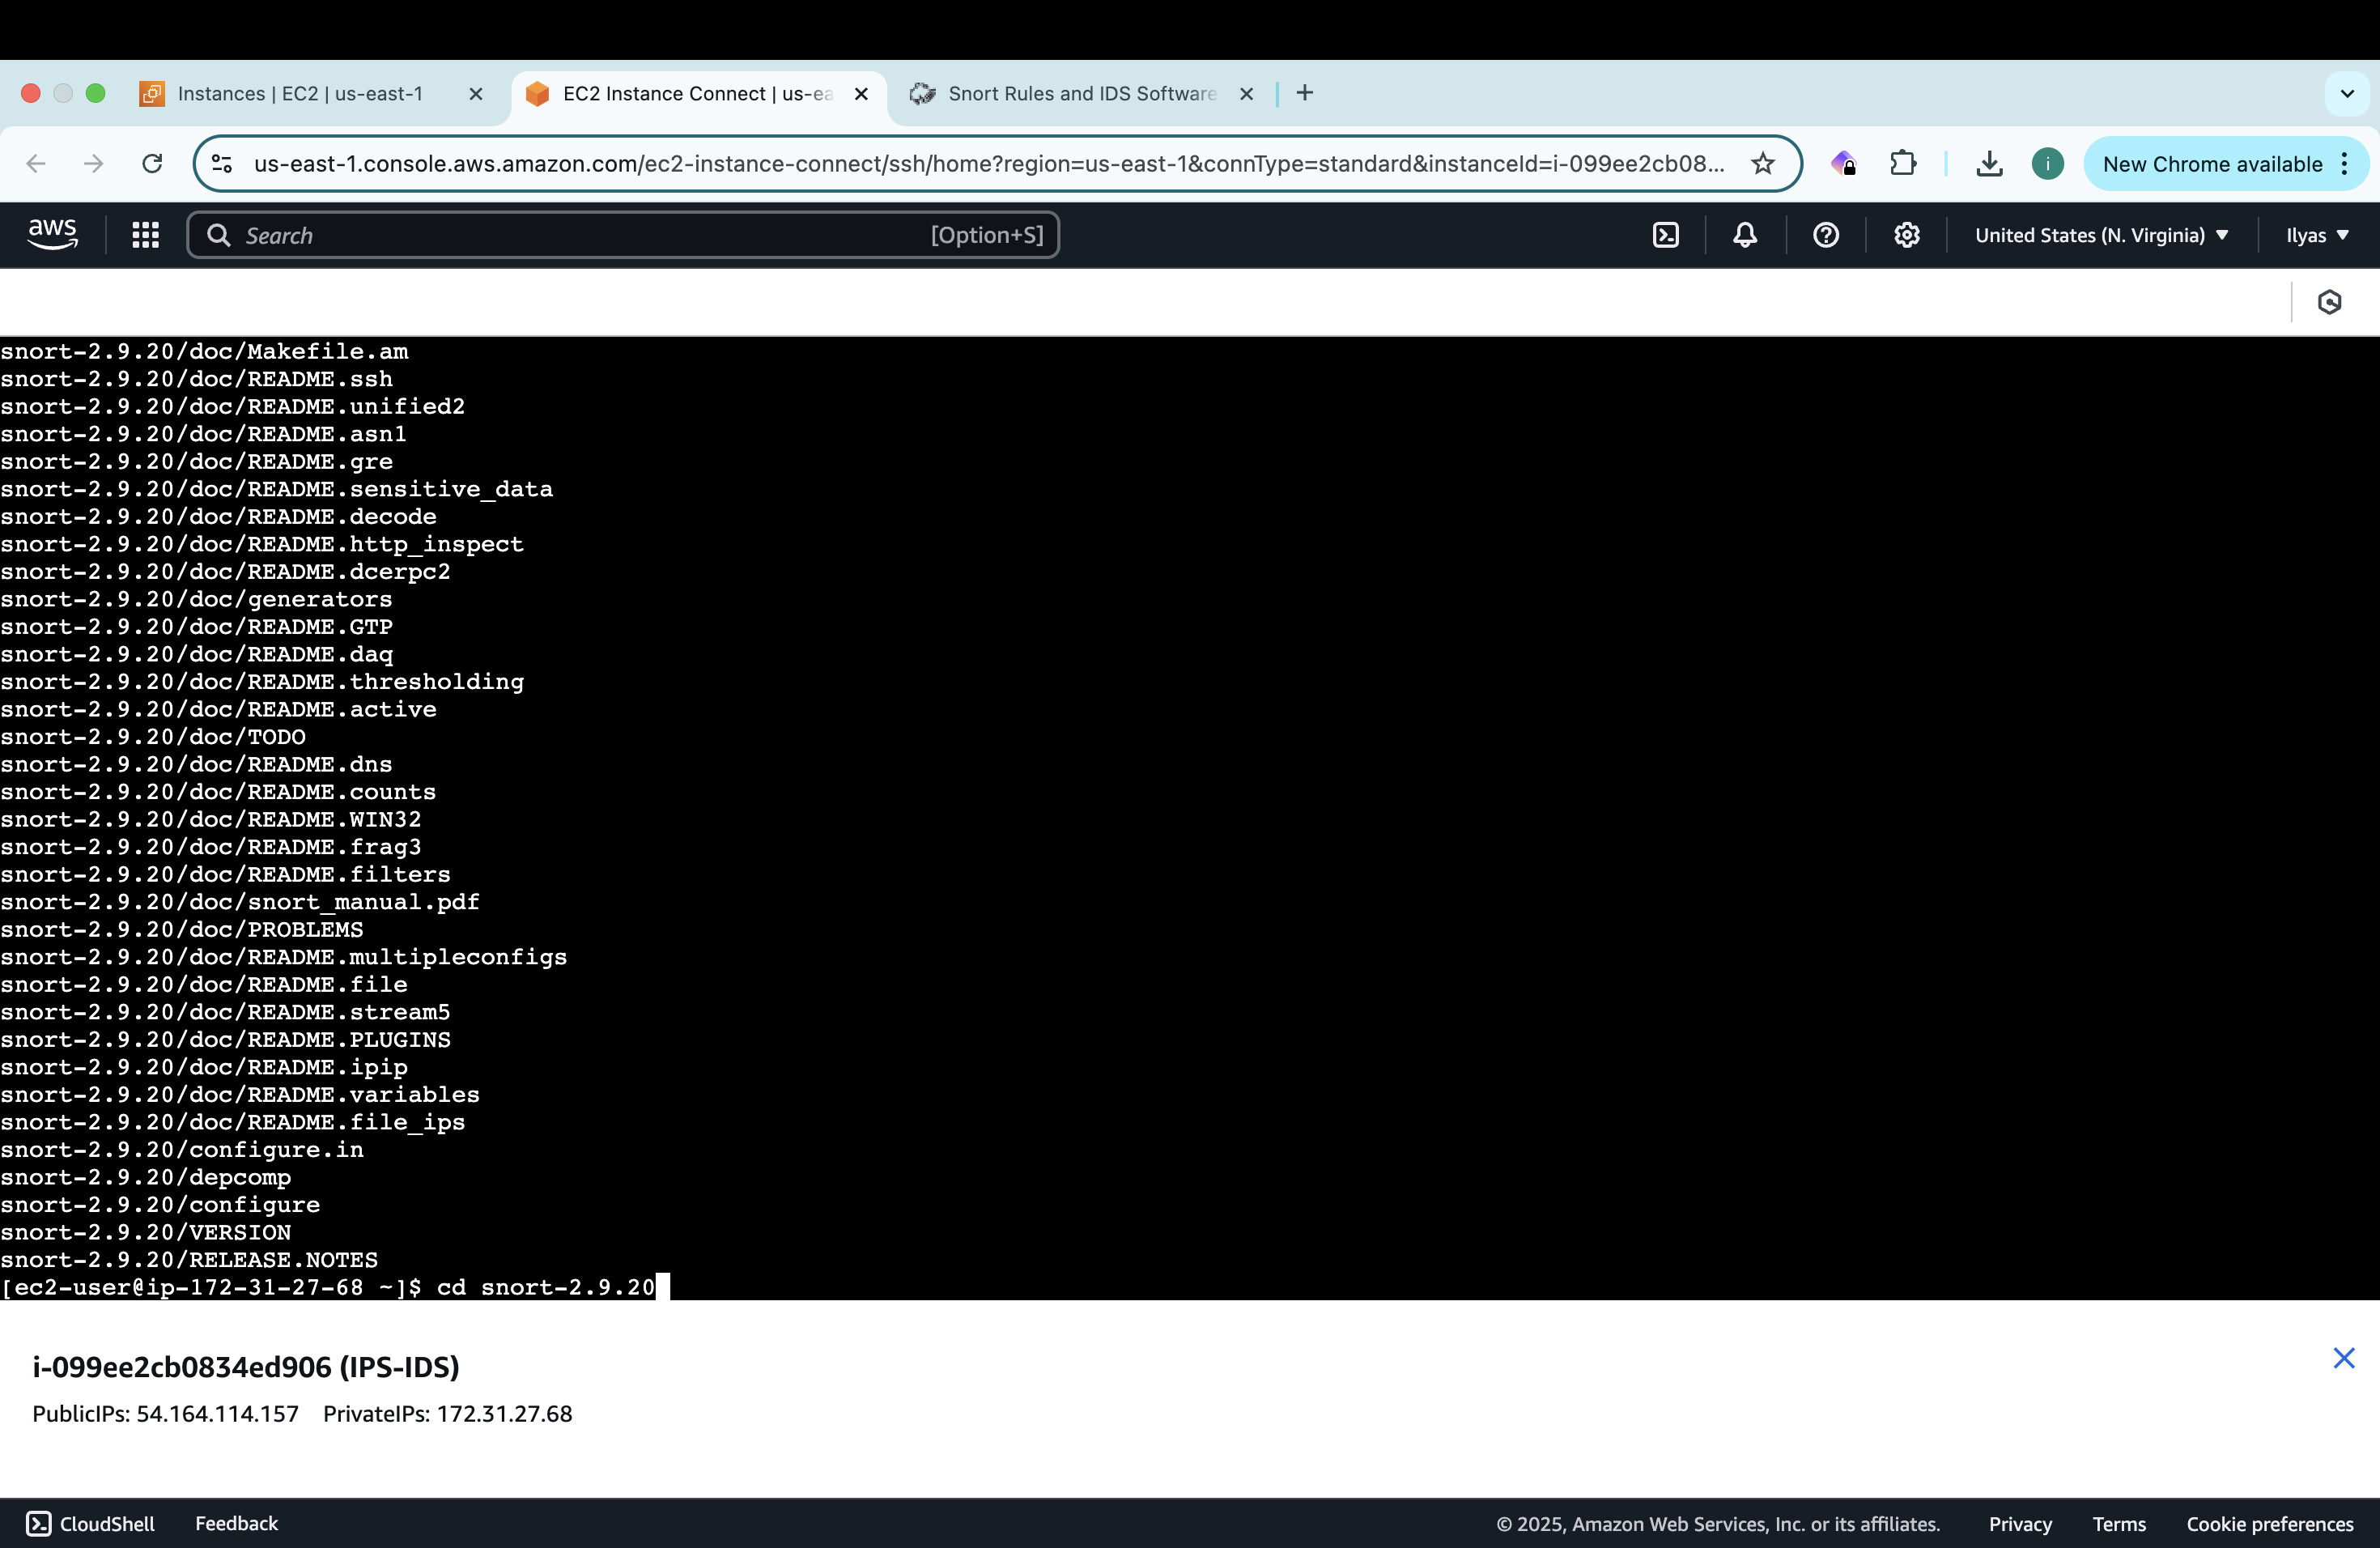 Instances | EC2 | us-east-1
EC2 Instance Connect | us-ea
Snort Rules and IDS Software
us-east-1.console.aws.amazon.com/ec2-instance-connect/ssh/home?region=us-east-1&connType=standard&instanceId=i-099ee2cb08...
i
New Chrome available
aws
Search
[Option+S]
United States (N. Virginia)
Ilyas
snort-2.9.20/doc/Makefile.am
snort-2.9.20/doc/README.ssh
snort-2.9.20/doc/README.unified2
snort-2.9.20/doc/README.asn1
snort-2.9.20/doc/README.gre
snort-2.9.20/doc/README.sensitive_data
snort-2.9.20/doc/README.decode
snort-2.9.20/doc/README.http_inspect
snort-2.9.20/doc/README.dcerpc2
snort-2.9.20/doc/generators
snort-2.9.20/doc/README.GTP
snort-2.9.20/doc/README.daq
snort-2.9.20/doc/README.thresholding
snort-2.9.20/doc/README.active
snort-2.9.20/doc/TODO
snort-2.9.20/doc/README.dns
snort-2.9.20/doc/README.counts
snort-2.9.20/doc/README.WIN32
snort-2.9.20/doc/README.frag3
snort-2.9.20/doc/README.filters
snort-2.9.20/doc/snort_manual.pdf
snort-2.9.20/doc/PROBLEMS
snort-2.9.20/doc/README.multipleconfigs
snort-2.9.20/doc/README.file
snort-2.9.20/doc/README.stream5
snort-2.9.20/doc/README.PLUGINS
snort-2.9.20/doc/README.ipip
snort-2.9.20/doc/README.variables
snort-2.9.20/doc/README.file_ips
snort-2.9.20/configure.in
snort-2.9.20/depcomp
snort-2.9.20/configure
snort-2.9.20/VERSION
snort-2.9.20/RELEASE.NOTES
[ec2-user@ip-172-31-27-68 ~]$ cd snort-2.9.20
i-099ee2cb0834ed906 (IPS-IDS)
PublicIPs: 54.164.114.157 PrivateIPs: 172.31.27.68
CloudShell Feedback © 2025, Amazon Web Services, Inc. or its affiliates. Privacy Terms Cookie preferences